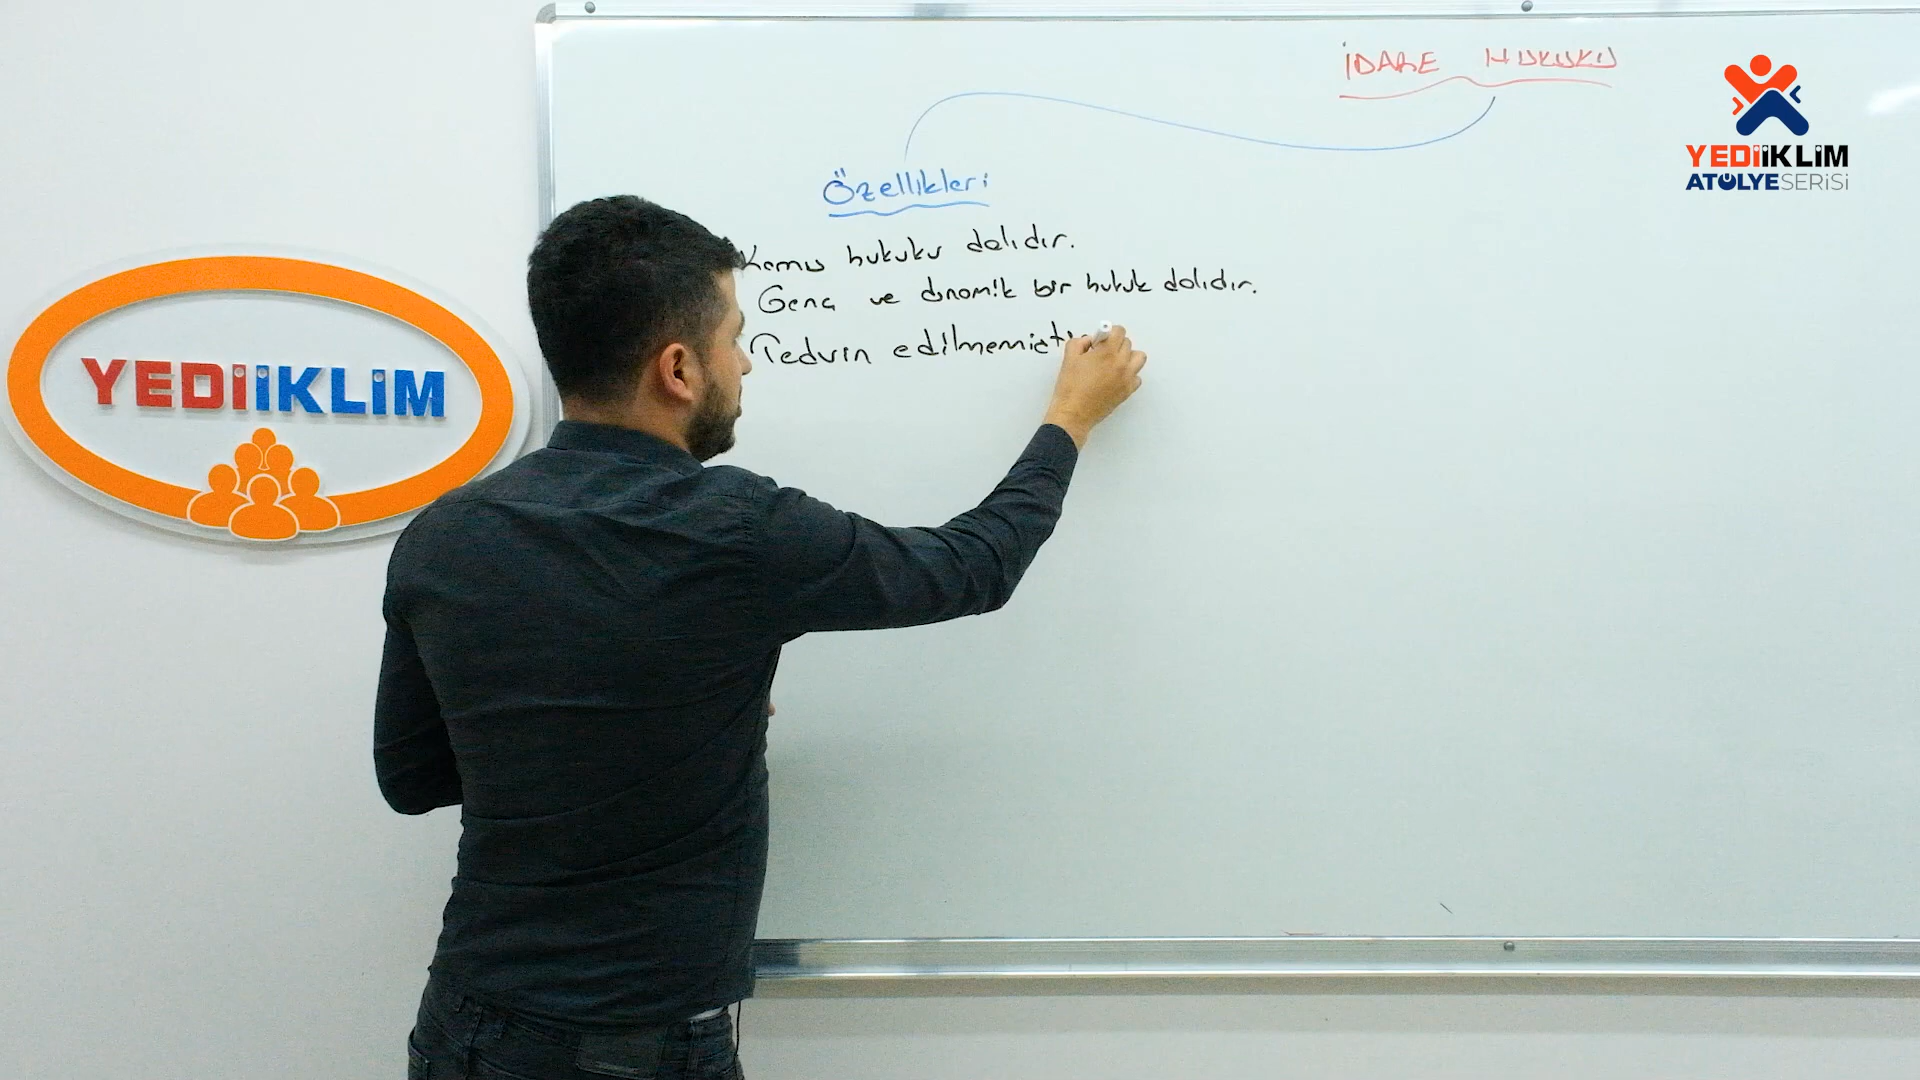 İDARE HUKUKU
YEDİİKLİM
ATÖLYE SERİSİ
Özellikleri
Kamu hukuku dalıdır.
Genç ve dinamik bir hukuk dalıdır.
Tedvin edilmemiştir
YEDİİKLİM